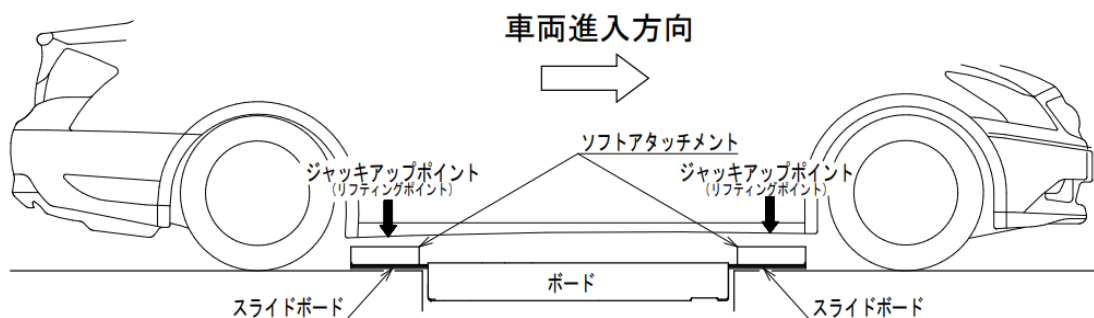 車両進入方向
ソフトアタッチメント
ジャッキアップポイント
(リフティングポイント)
ジャッキアップポイント
(リフティングポイント)
ボード
スライドボード
スライドボード